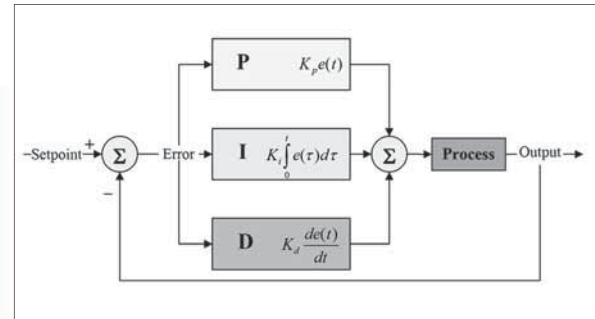 P K_p e(t)
–Setpoint + Σ Error I K_i ∫_0^t e(τ)dτ Σ Process Output
–
D K_d de(t)/dt